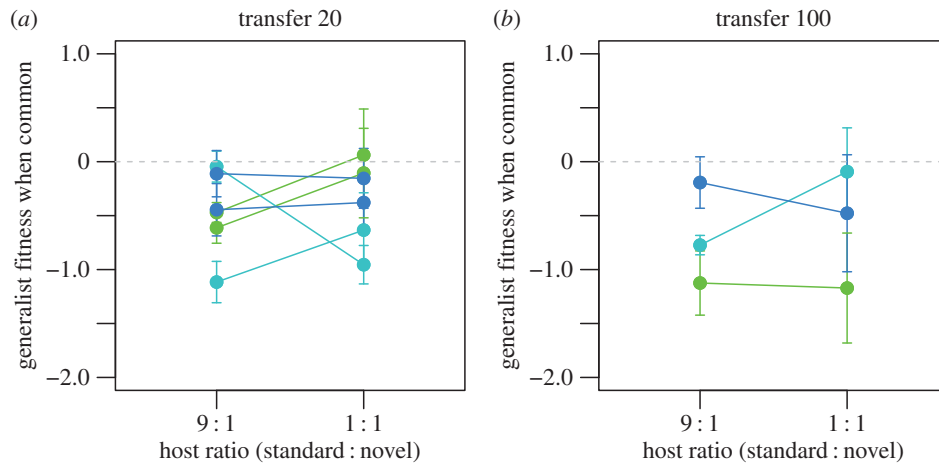 (a) transfer 20
generalist fitness when common
1.0
0
−1.0
−2.0
9 : 1 1 : 1
host ratio (standard : novel)
(b) transfer 100
generalist fitness when common
1.0
0
−1.0
−2.0
9 : 1 1 : 1
host ratio (standard : novel)